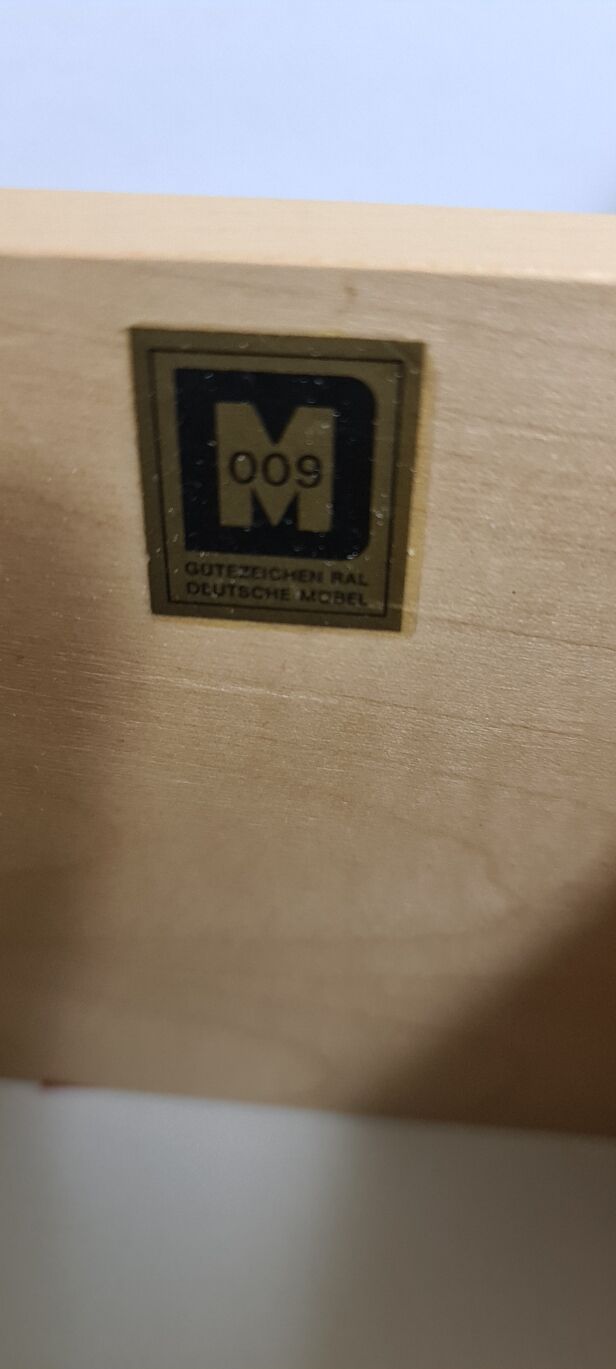 M
009
GÜTEZEICHEN RAL
DEUTSCHE MÖBEL